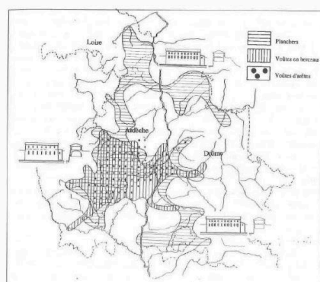 Loire
Planchers
Voûtes en berceau
Voûtes d'arêtes
Ardèche
Drôme